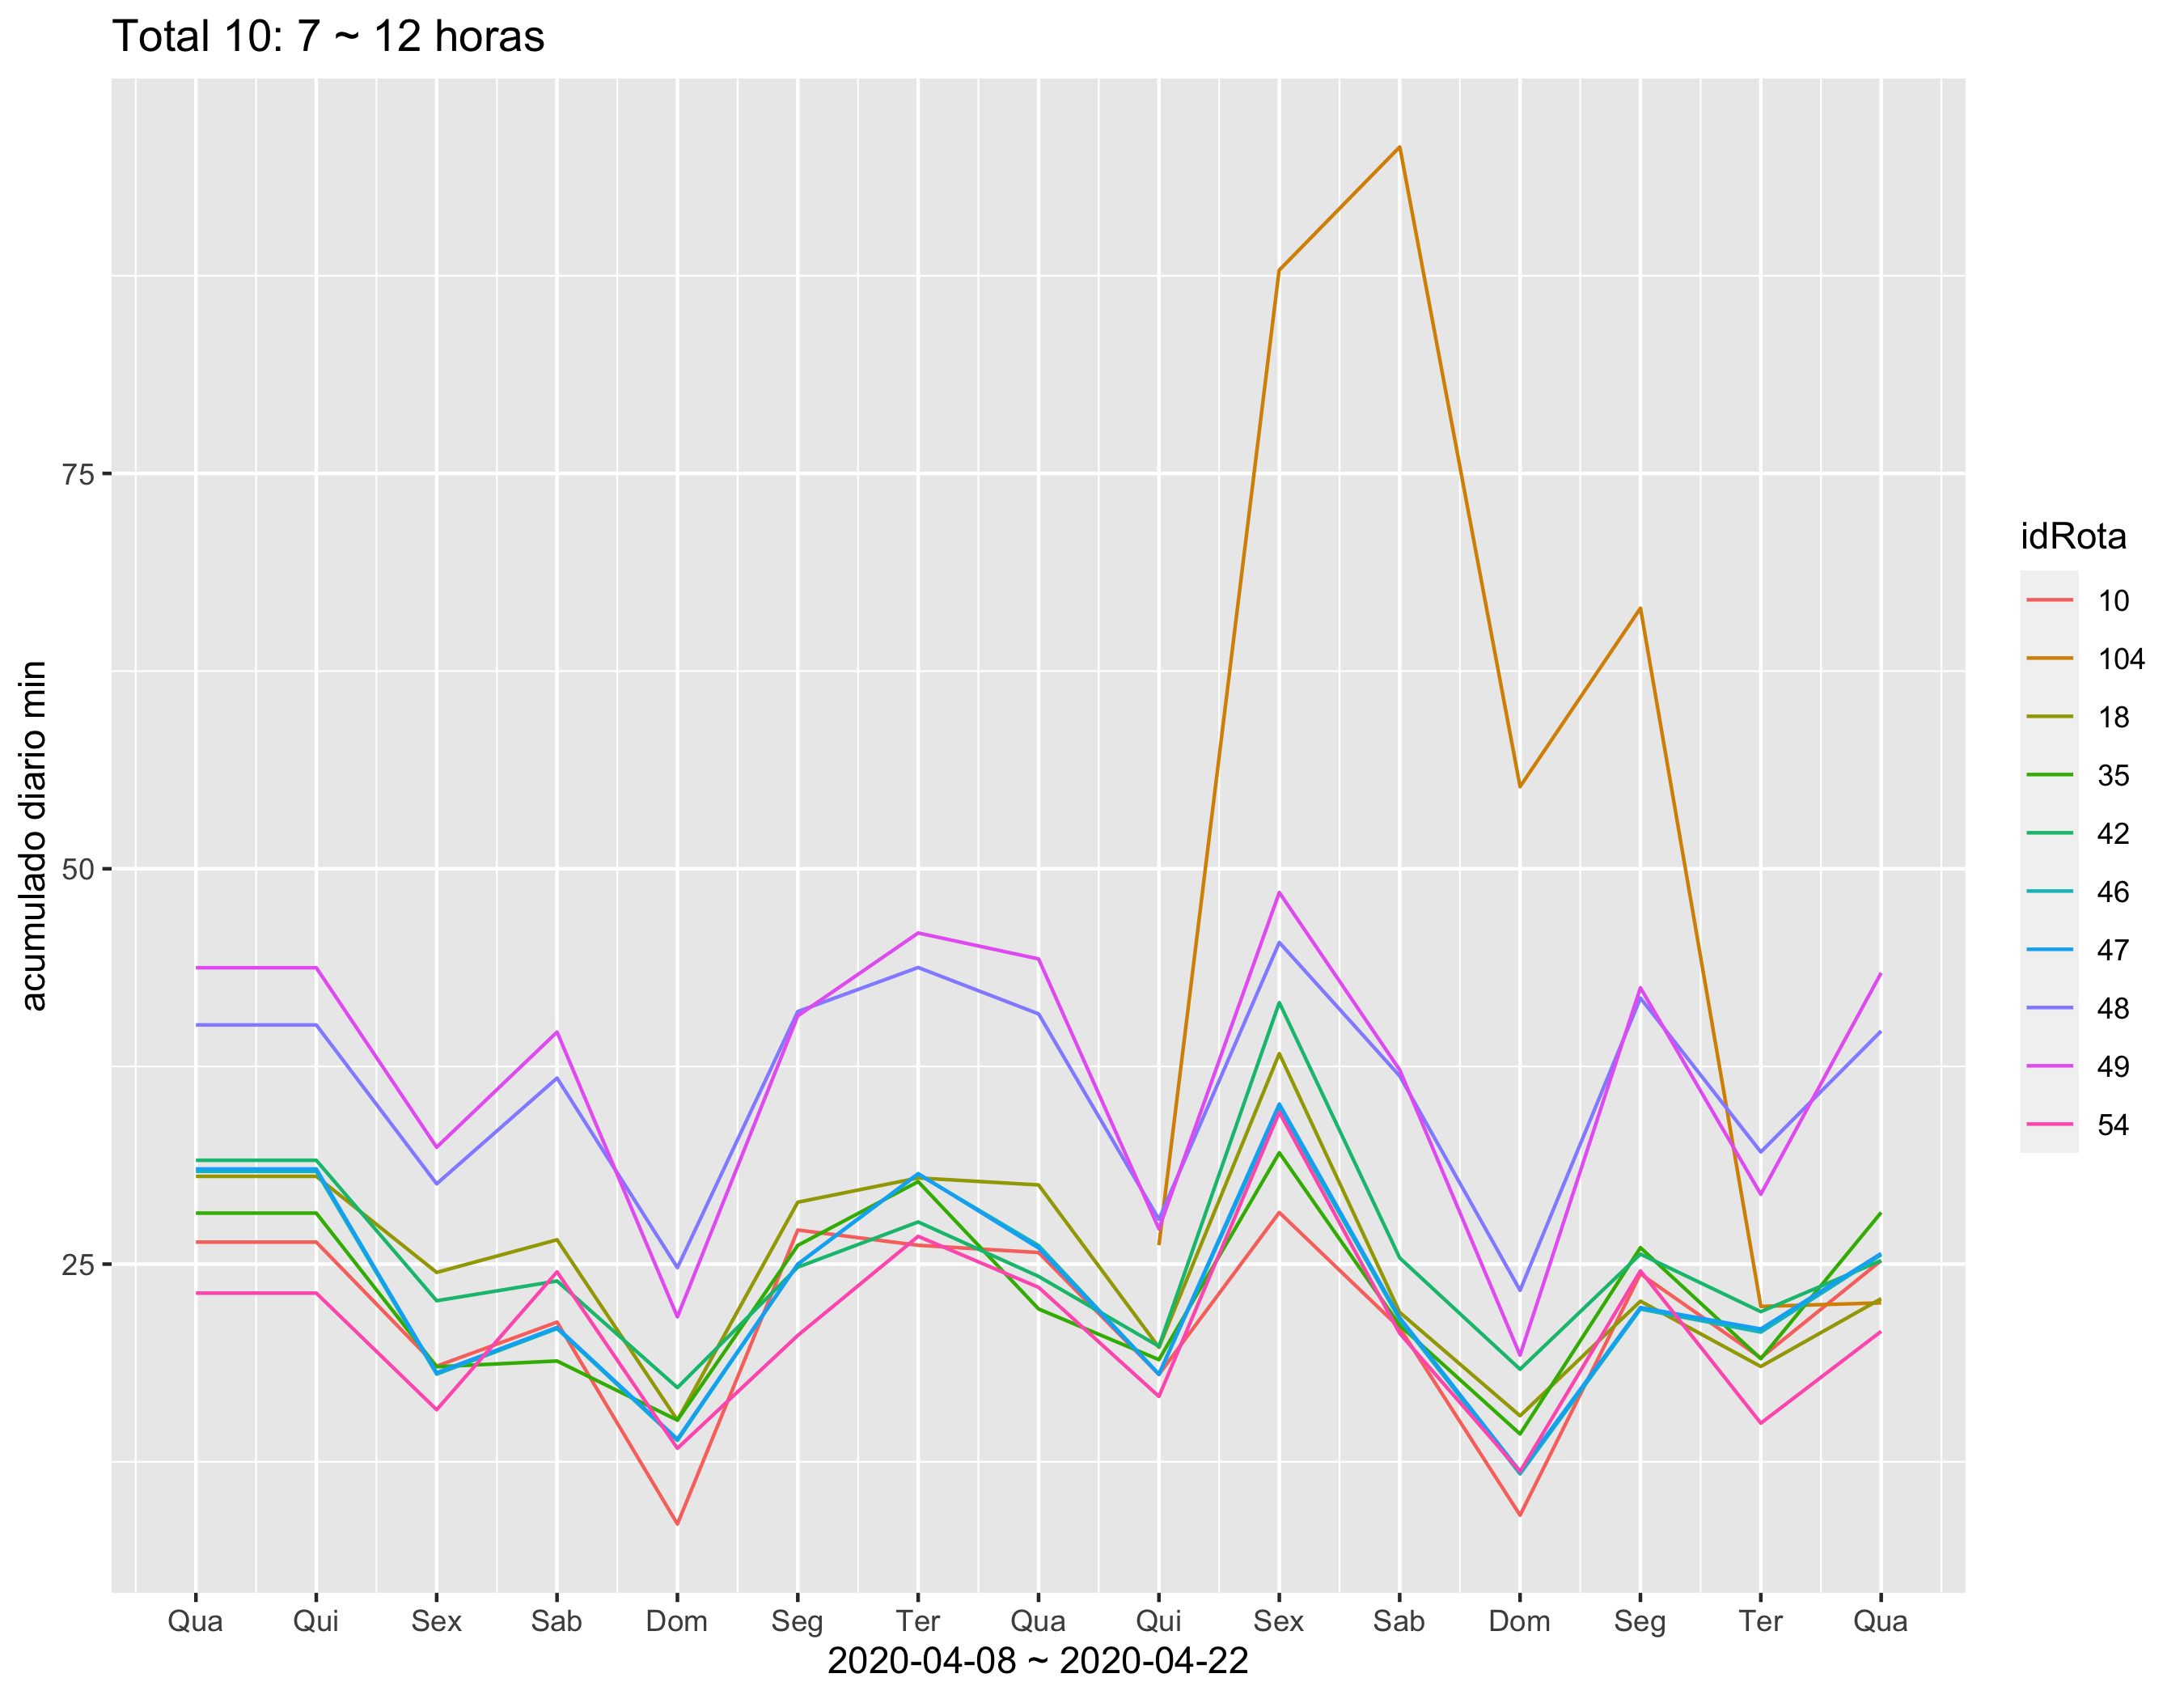 Total 10: 7 ~ 12 horas
acumulado diario min
75
50
25
Qua Qui Sex Sab Dom Seg Ter Qua Qui Sex Sab Dom Seg Ter Qua
2020-04-08 ~ 2020-04-22
idRota
10
104
18
35
42
46
47
48
49
54